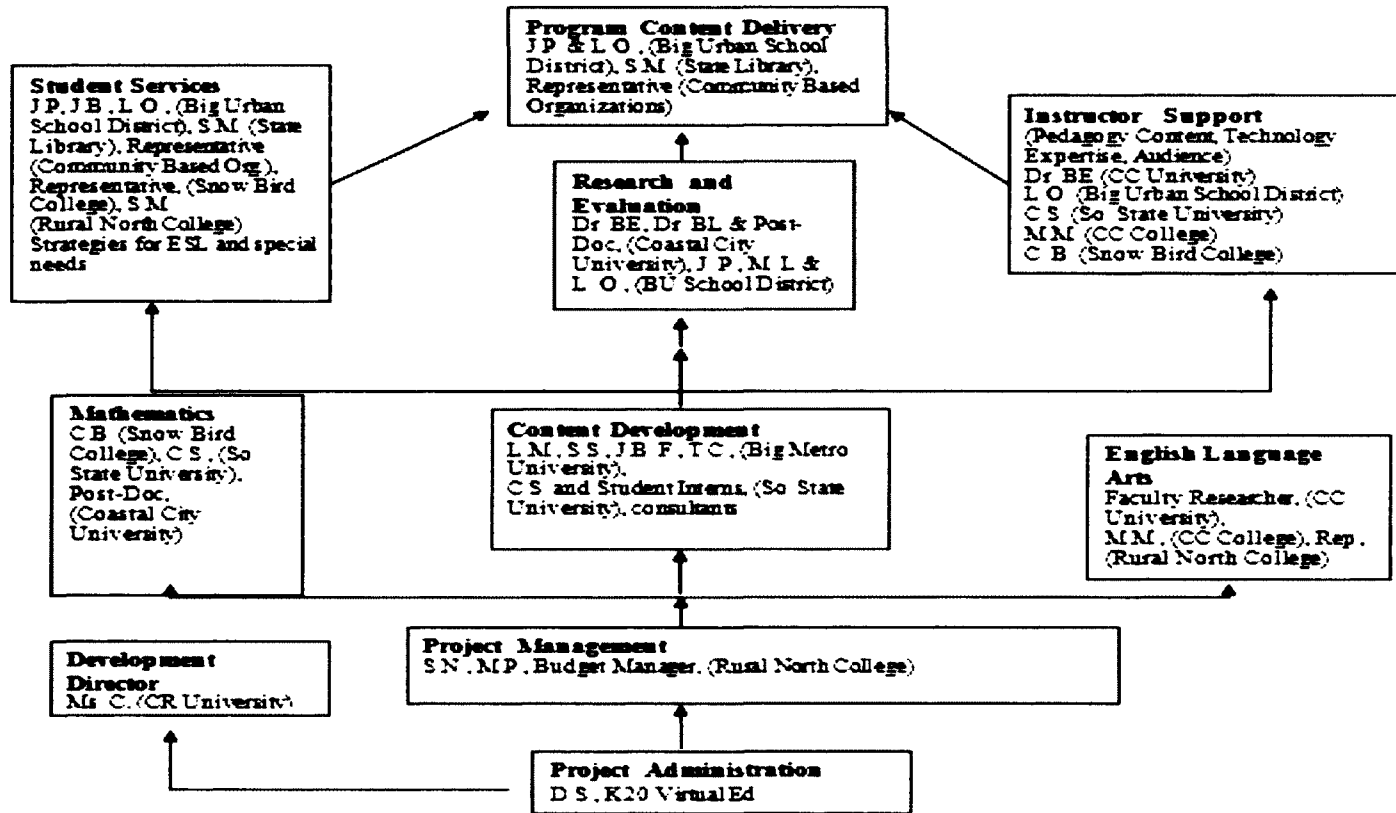 Program Content Delivery
J P & L O , (Big Urban School
District), S M (State Library),
Representative (Community Based
Organizations)
Student Services
J P, J B , L O , (Big Urban
School District), S M (State
Library), Representative
(Community Based Org ),
Representative, (Snow Bird
College), S M
(Rural North College)
Strategies for ESL and special
needs
Instructor Support
(Pedagogy Content, Technology
Expertise, Audience)
Dr BE (CC University)
L O (Big Urban School District)
C S (So State University)
M M (CC College)
C B (Snow Bird College)
Research and
Evaluation
Dr BE, Dr BL & Post-
Doc, (Coastal City
University), J P , M L &
L O , (BU School District)
Mathematics
C B (Snow Bird
College), C S , (So
State University),
Post-Doc,
(Coastal City
University)
Content Development
L M , S S , J B F , T C , (Big Metro
University),
C S and Student Interns, (So State
University), consultants
English Language
Arts
Faculty Researcher, (CC
University),
M M , (CC College), Rep ,
(Rural North College)
Development
Director
Ms C, (CR University)
Project Management
S N , M P , Budget Manager, (Rural North College)
Project Administration
D S , K20 Virtual Ed